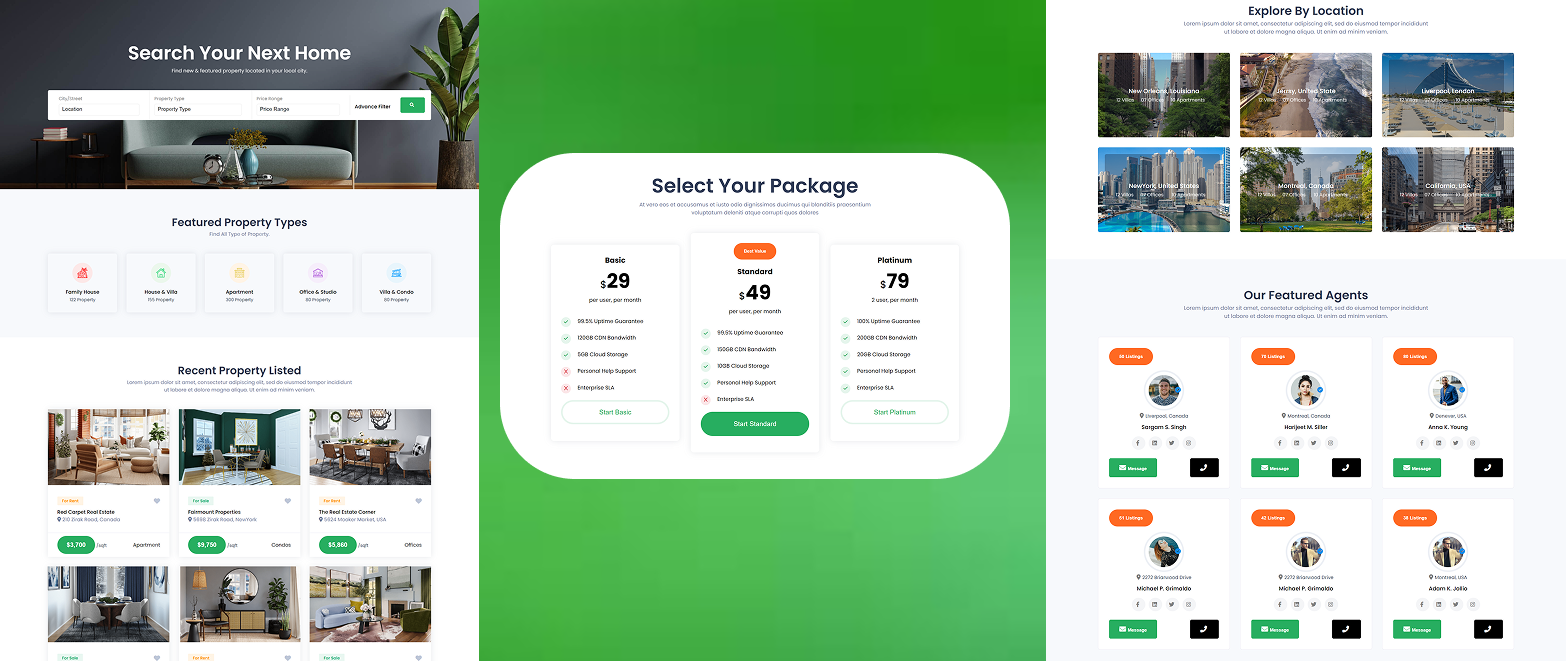 Search Your Next Home
Find new & featured property located in your local city.
City/Street
Location
Property Type
Property Type
Price Range
Price Range
Advance Filter
Featured Property Types
Find All Type of Property.
Family House
122 Property
House & Villa
155 Property
Apartment
300 Property
Office & Studio
80 Property
Villa & Condo
80 Property
Recent Property Listed
Lorem ipsum dolor sit amet, consectetur adipiscing elit, sed do eiusmod tempor incididunt
ut labore et dolore magna aliqua. Ut enim ad minim veniam.
For Rent
Red Carpet Real Estate
210 Zirak Road, Canada
$3,700 /sqft
Apartment
For Sale
Fairmount Properties
5698 Zirak Road, NewYork
$9,750 /sqft
Condos
For Rent
The Real Estate Corner
5624 Mooker Market, USA
$5,860 /sqft
Offices
For Sale
For Rent
For Sale
Select Your Package
At vero eos et accusamus et iusto odio dignissimos ducimus qui blanditiis praesentium
voluptatum deleniti atque corrupti quos dolores.
Basic
$29
per user, per month
99.5% Uptime Guarantee
120GB CDN Bandwidth
5GB Cloud Storage
Personal Help Support
Enterprise SLA
Start Basic
Best Value
Standard
$49
per user, per month
99.5% Uptime Guarantee
150GB CDN Bandwidth
10GB Cloud Storage
Personal Help Support
Enterprise SLA
Start Standard
Platinum
$79
2 user, per month
100% Uptime Guarantee
200GB CDN Bandwidth
20GB Cloud Storage
Personal Help Support
Enterprise SLA
Start Platinum
Explore By Location
Lorem ipsum dolor sit amet, consectetur adipiscing elit, sed do eiusmod tempor incididunt
ut labore et dolore magna aliqua. Ut enim ad minim veniam.
New Orleans, Louisiana
12 Villas 07 Offices 10 Apartments
Jerrsy, United State
12 Villas 07 Offices 10 Apartments
Liverpool, London
12 Villas 07 Offices 10 Apartments
NewYork, United States
12 Villas 07 Offices 10 Apartments
Montreal, Canada
12 Villas 07 Offices 10 Apartments
California, USA
12 Villas 07 Offices 10 Apartments
Our Featured Agents
Lorem ipsum dolor sit amet, consectetur adipiscing elit, sed do eiusmod tempor incididunt
ut labore et dolore magna aliqua. Ut enim ad minim veniam.
50 Listings
Liverpool, Canada
Sargam S. Singh
Message
70 Listings
Montreal, Canada
Harijeet M. Siller
Message
80 Listings
Denever, USA
Anna K. Young
Message
51 Listings
2272 Briarwood Drive
Michael P. Grimaldo
Message
42 Listings
2272 Briarwood Drive
Michael P. Grimaldo
Message
38 Listings
Montreal, USA
Adam K. Jollio
Message